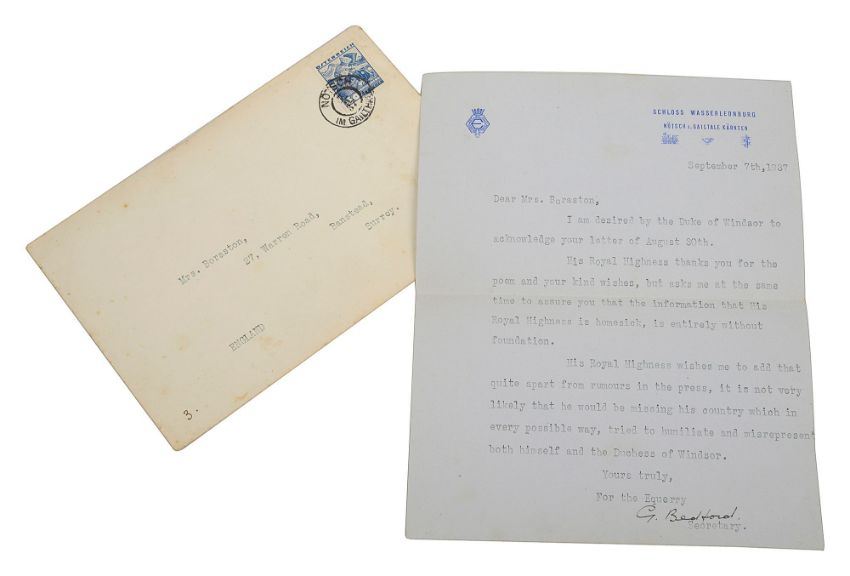 ÖSTERREICH
NÖTSCH
IM GAILTHALE
Mrs. Boreston,
27, Warren Road,
Banstead,
Surrey.
ENGLAND
3.
SCHLOSS WASSERLEONBURG
NÖTSCH i. GAILTALE KÄRNTEN
September 7th, 1937
Dear Mrs. Boreston,
I am desired by the Duke of Windsor to
acknowledge your letter of August 30th.
His Royal Highness thanks you for the
poem and your kind wishes, but asks me at the same
time to assure you that the information that His
Royal Highness is homesick, is entirely without
foundation.
His Royal Highness wishes me to add that
quite apart from rumours in the press, it is not very
likely that he would be missing his country which in
every possible way, tried to humiliate and misrepresent
both himself and the Duchess of Windsor.
Yours truly,
For the Equerry
G. Bedford.
Secretary.